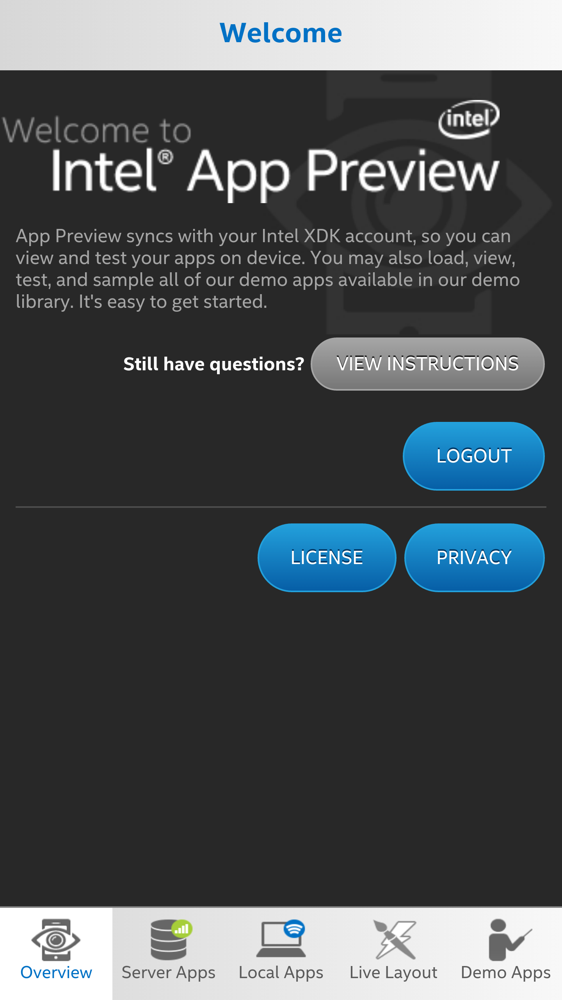 Welcome
intel
Welcome to
Intel® App Preview
App Preview syncs with your Intel XDK account, so you can
view and test your apps on device. You may also load, view,
test, and sample all of our demo apps available in our demo
library. It's easy to get started.
Still have questions? VIEW INSTRUCTIONS
LOGOUT
LICENSE PRIVACY
Overview Server Apps Local Apps Live Layout Demo Apps